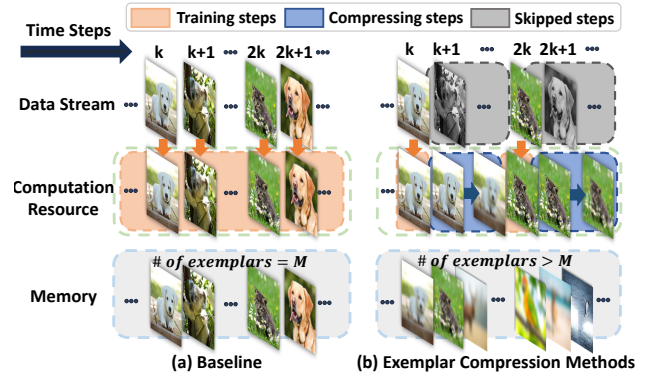 Training steps Compressing steps Skipped steps
Time Steps
k k+1 ••• 2k 2k+1 k k+1 ••• 2k 2k+1 •••
Data Stream ••• ••• ••• •••
Computation
Resource
••• ••• ••• ••• •••
# of exemplars = M # of exemplars > M
Memory ••• ••• ••• ••• ••• •••
(a) Baseline (b) Exemplar Compression Methods